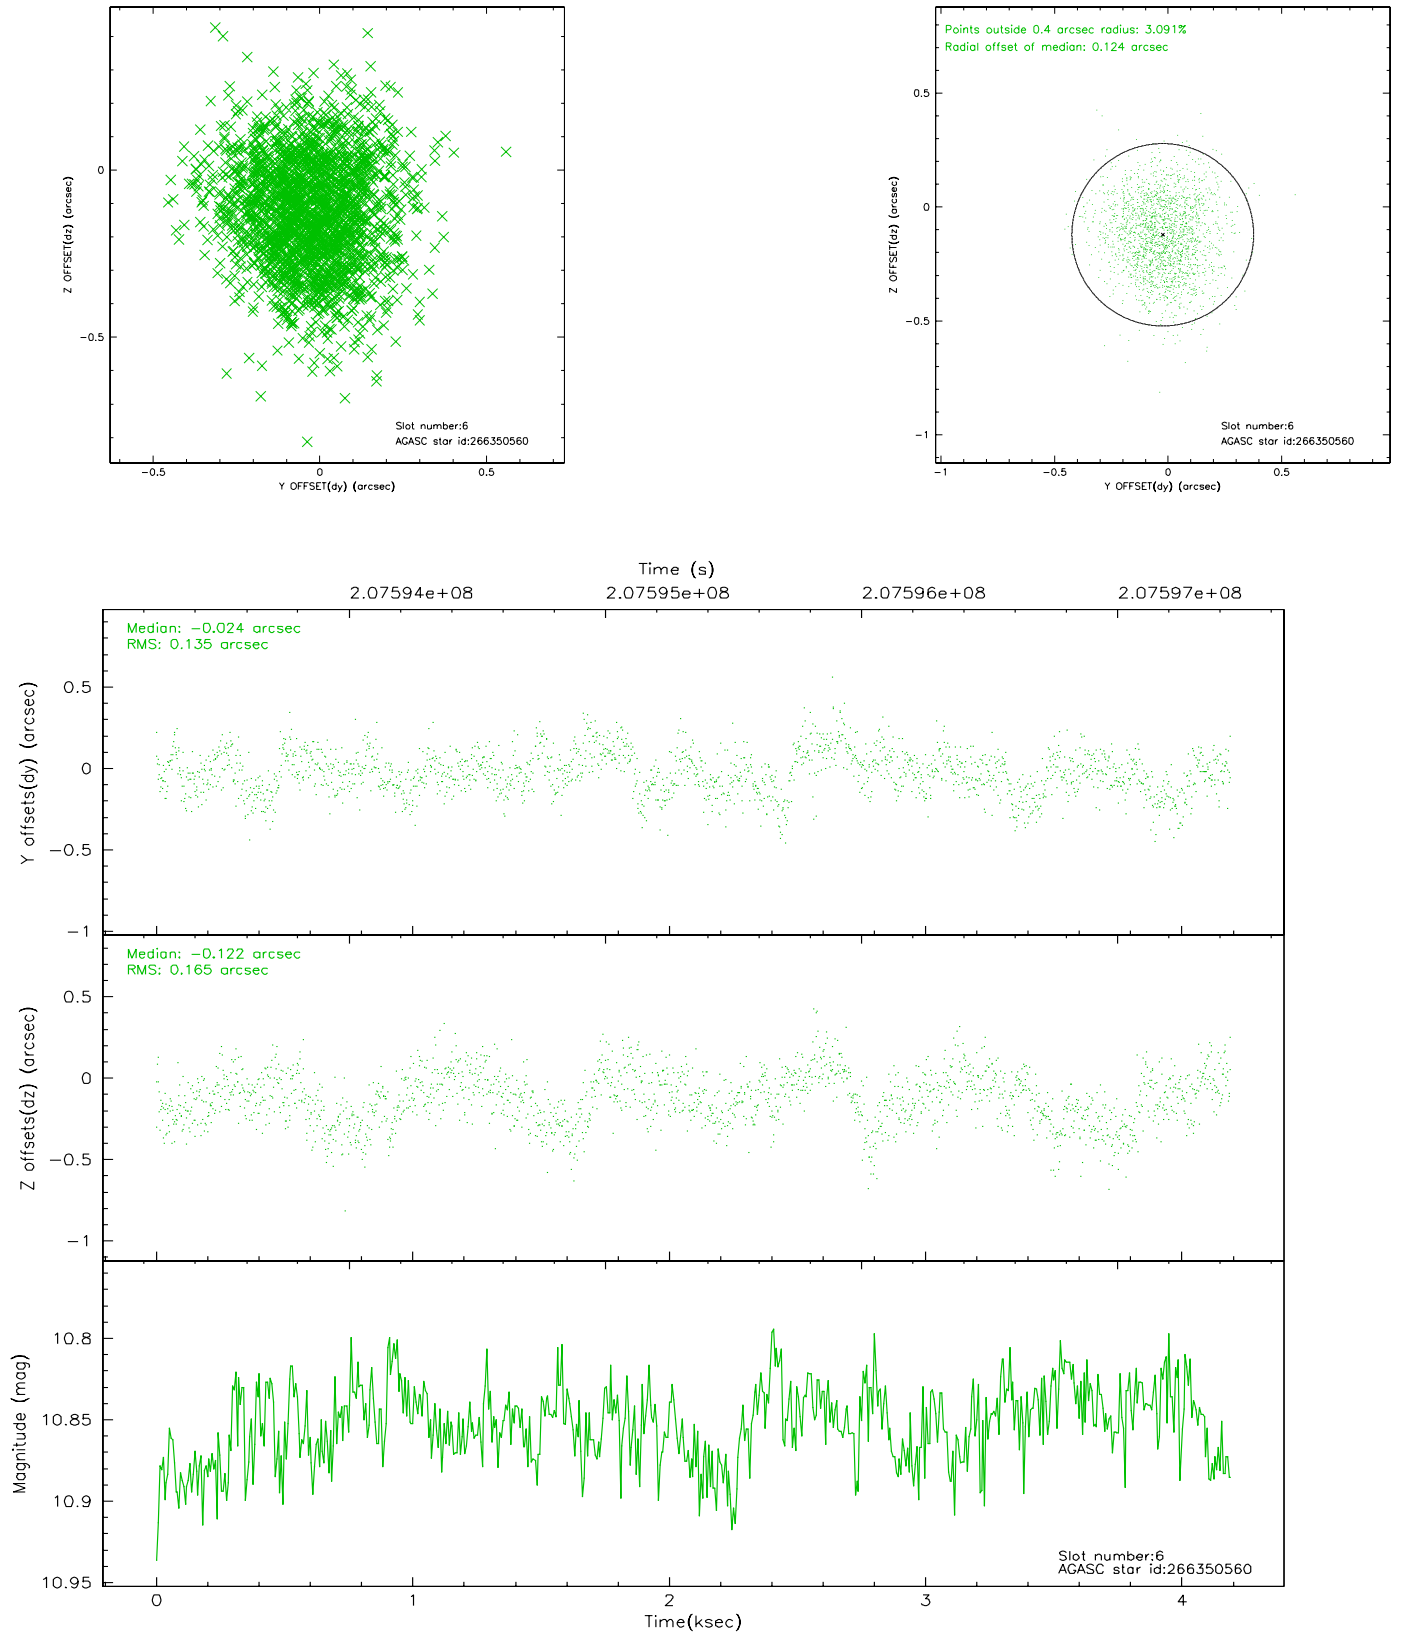 0
−0.5
Z OFFSET(dz) (arcsec)
Slot number:6
AGASC star id:266350560
−0.5
0
0.5
Y OFFSET(dy) (arcsec)
Points outside 0.4 arcsec radius: 3.091%
Radial offset of median: 0.124 arcsec
0.5
0
−0.5
−1
Z OFFSET(dz) (arcsec)
Slot number:6
AGASC star id:266350560
−1
−0.5
0
0.5
Y OFFSET(dy) (arcsec)
Time (s)
2.07594e+08
2.07595e+08
2.07596e+08
2.07597e+08
Median: −0.024 arcsec
RMS: 0.135 arcsec
0.5
0
−0.5
−1
Y offsets(dy) (arcsec)
Median: −0.122 arcsec
RMS: 0.165 arcsec
0.5
0
−0.5
−1
Z offsets(dz) (arcsec)
10.8
10.85
10.9
10.95
Magnitude (mag)
Slot number:6
AGASC star id:266350560
0
1
2
3
4
Time(ksec)